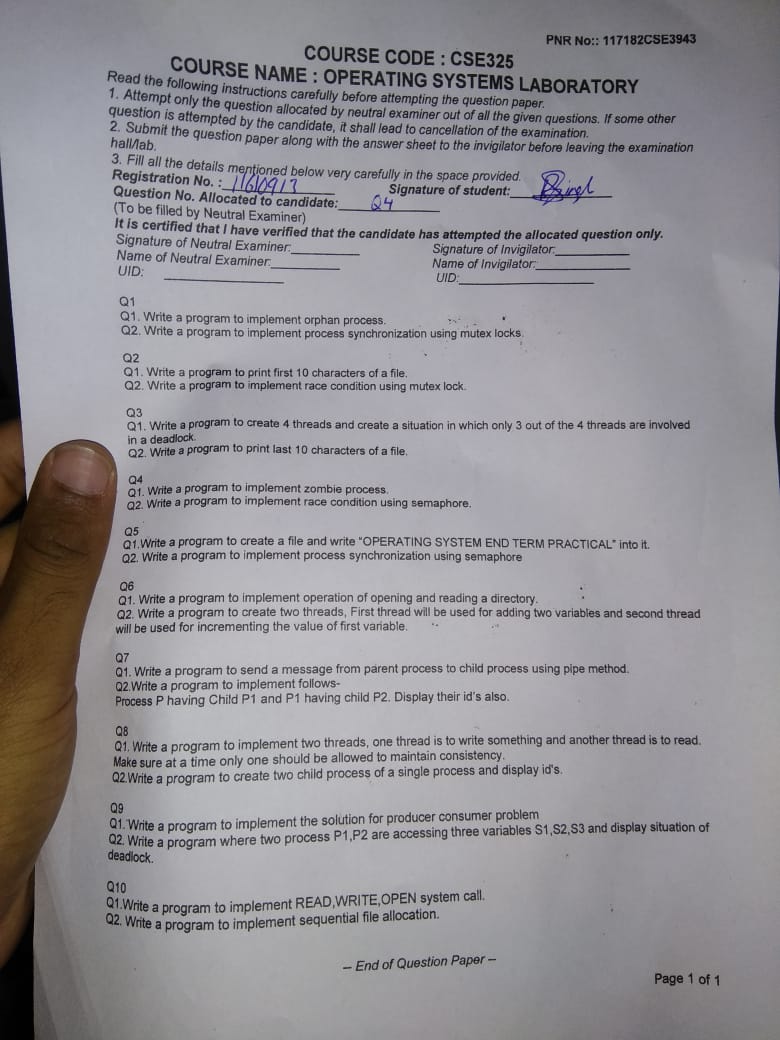 PNR No:: 117182CSE3943
COURSE CODE : CSE325
COURSE NAME : OPERATING SYSTEMS LABORATORY
Read the following instructions carefully before attempting the question paper.
1. Attempt only the question allocated by neutral examiner out of all the given questions. If some other
question is attempted by the candidate, it shall lead to cancellation of the examination.
2. Submit the question paper along with the answer sheet to the invigilator before leaving the examination
hall/lab.
3. Fill all the details mentioned below very carefully in the space provided.
Registration No. : 11610913 Signature of student:
Question No. Allocated to candidate: Q4
(To be filled by Neutral Examiner)
It is certified that I have verified that the candidate has attempted the allocated question only.
Signature of Neutral Examiner: Signature of Invigilator:
Name of Neutral Examiner: Name of Invigilator:
UID: UID:
Q1
Q1. Write a program to implement orphan process.
Q2. Write a program to implement process synchronization using mutex locks.
Q2
Q1. Write a program to print first 10 characters of a file.
Q2. Write a program to implement race condition using mutex lock.
Q3
Q1. Write a program to create 4 threads and create a situation in which only 3 out of the 4 threads are involved
in a deadlock.
Q2. Write a program to print last 10 characters of a file.
Q4
Q1. Write a program to implement zombie process.
Q2. Write a program to implement race condition using semaphore.
Q5
Q1.Write a program to create a file and write "OPERATING SYSTEM END TERM PRACTICAL" into it.
Q2. Write a program to implement process synchronization using semaphore
Q6
Q1. Write a program to implement operation of opening and reading a directory.
Q2. Write a program to create two threads, First thread will be used for adding two variables and second thread
will be used for incrementing the value of first variable.
Q7
Q1. Write a program to send a message from parent process to child process using pipe method.
Q2.Write a program to implement follows-
Process P having Child P1 and P1 having child P2. Display their id's also.
Q8
Q1. Write a program to implement two threads, one thread is to write something and another thread is to read.
Make sure at a time only one should be allowed to maintain consistency.
Q2.Write a program to create two child process of a single process and display id's.
Q9
Q1. Write a program to implement the solution for producer consumer problem
Q2. Write a program where two process P1,P2 are accessing three variables S1,S2,S3 and display situation of
deadlock.
Q10
Q1.Write a program to implement READ,WRITE,OPEN system call.
Q2. Write a program to implement sequential file allocation.
-- End of Question Paper --
Page 1 of 1